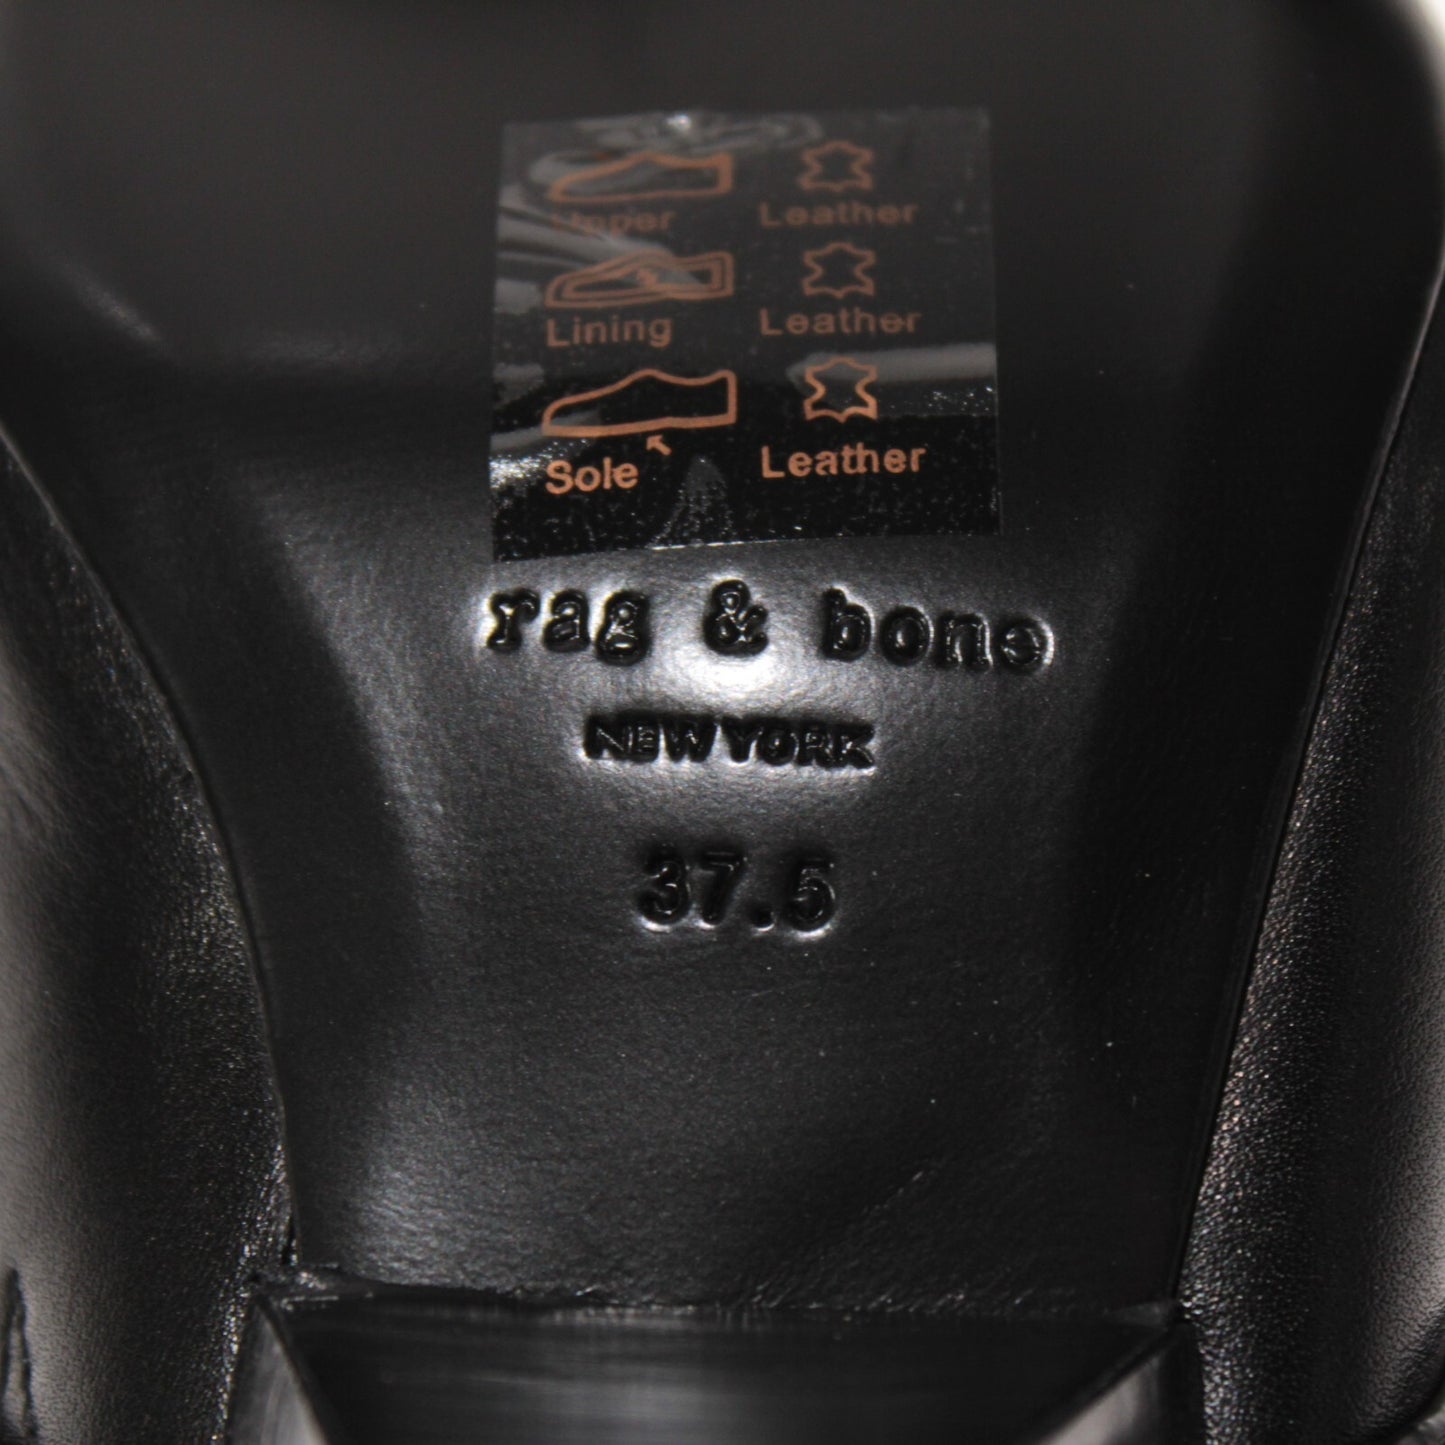 Upper Leather
Lining Leather
Sole Leather
rag & bone
NEW YORK
37.5